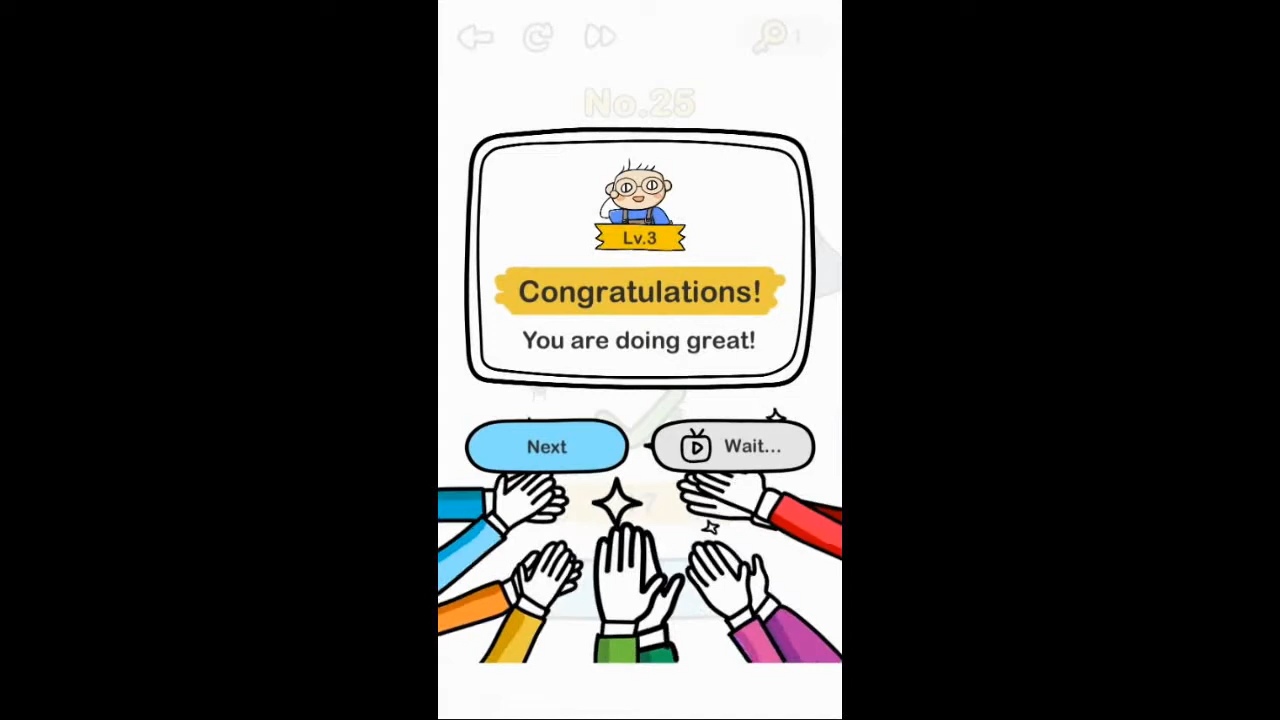 No.25
Lv.3
Congratulations!
You are doing great!
Next
Wait...